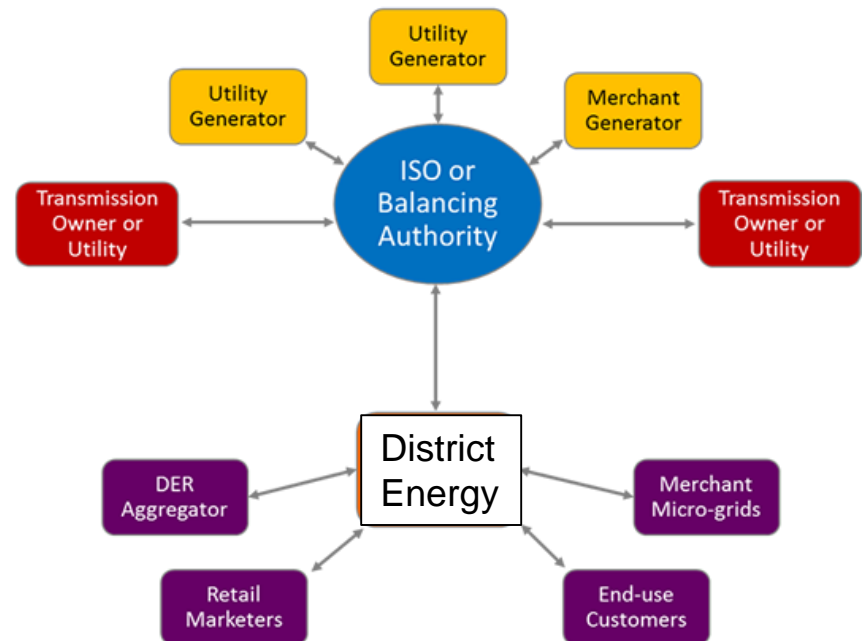 Utility
Generator
Utility
Generator
Merchant
Generator
ISO or
Balancing
Authority
Transmission
Owner or
Utility
Transmission
Owner or
Utility
District
Energy
DER
Aggregator
Merchant
Micro-grids
Retail
Marketers
End-use
Customers